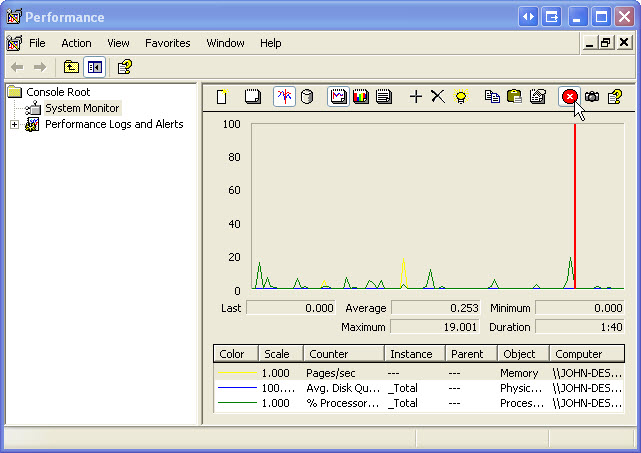 Performance
File Action View Favorites Window Help
Console Root
System Monitor
Performance Logs and Alerts
100
80
60
40
20
0
Last 0.000 Average 0.253 Minimum 0.000
Maximum 19.001 Duration 1:40
Color Scale Counter Instance Parent Object Computer
1.000 Pages/sec --- --- Memory \\JOHN-DES...
100.... Avg. Disk Qu... _Total --- Physic... \\JOHN-DES...
1.000 % Processor... _Total --- Proces... \\JOHN-DES...